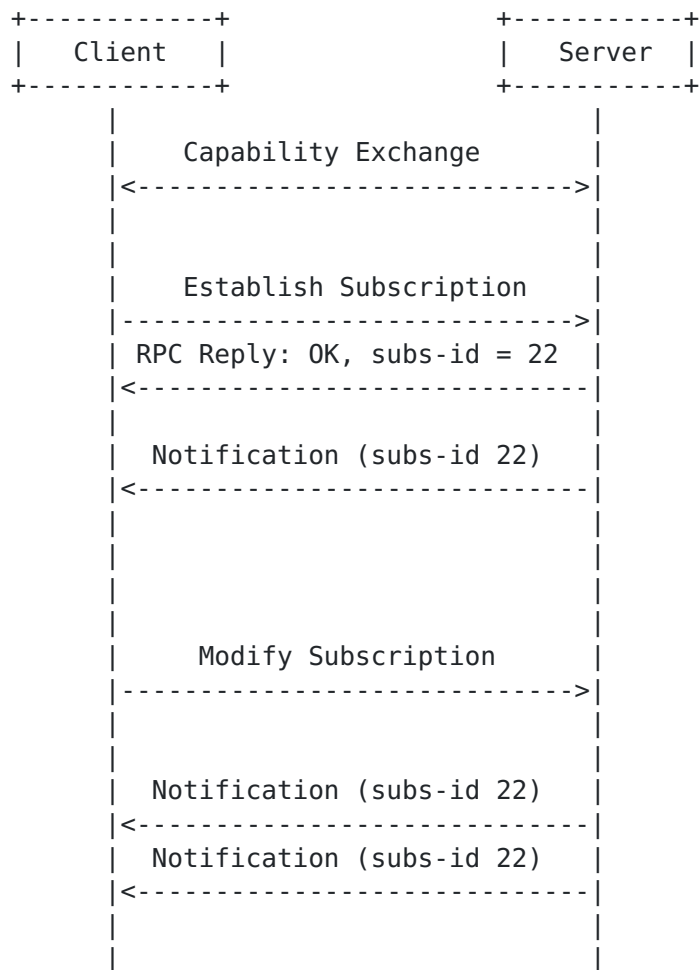 Client Server
Capability Exchange
Establish Subscription
RPC Reply: OK, subs-id = 22
Notification (subs-id 22)
Modify Subscription
Notification (subs-id 22)
Notification (subs-id 22)